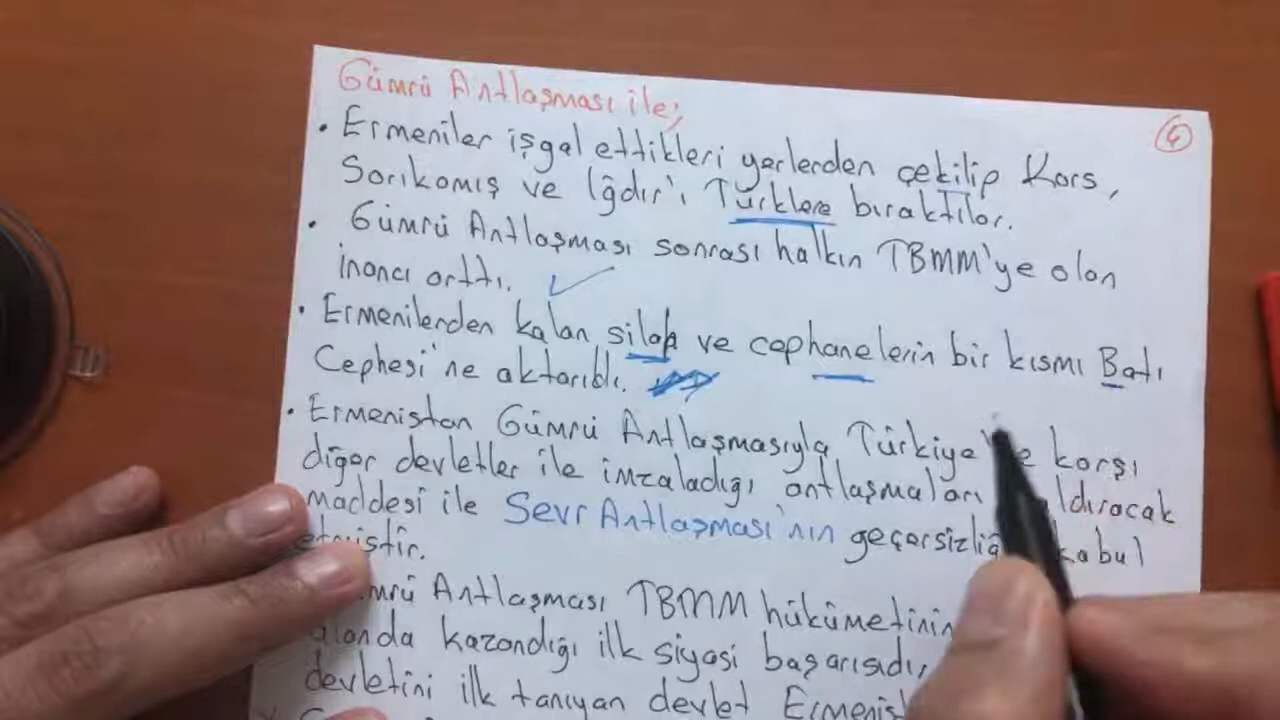 Gümrü Antlaşması ile;
6
• Ermeniler işgal ettikleri yerlerden çekilip Kars,
Sarıkamış ve Iğdır'ı Türklere bıraktılar.
• Gümrü Antlaşması sonrası halkın TBMM'ye olan
inancı arttı.
• Ermenilerden kalan silah ve cephanelerin bir kısmı Batı
Cephesi'ne aktarıldı.
• Ermenistan Gümrü Antlaşmasıyla Türkiye karşı
diğer devletler ile imzaladığı antlaşmaları
maddesi ile Sevr Antlaşması'nın kabul
etmiştir.
Antlaşması TBMM hükümetinin
alanda kazandığı ilk siyasi başarısıdır,
devletini ilk tanıyan devlet